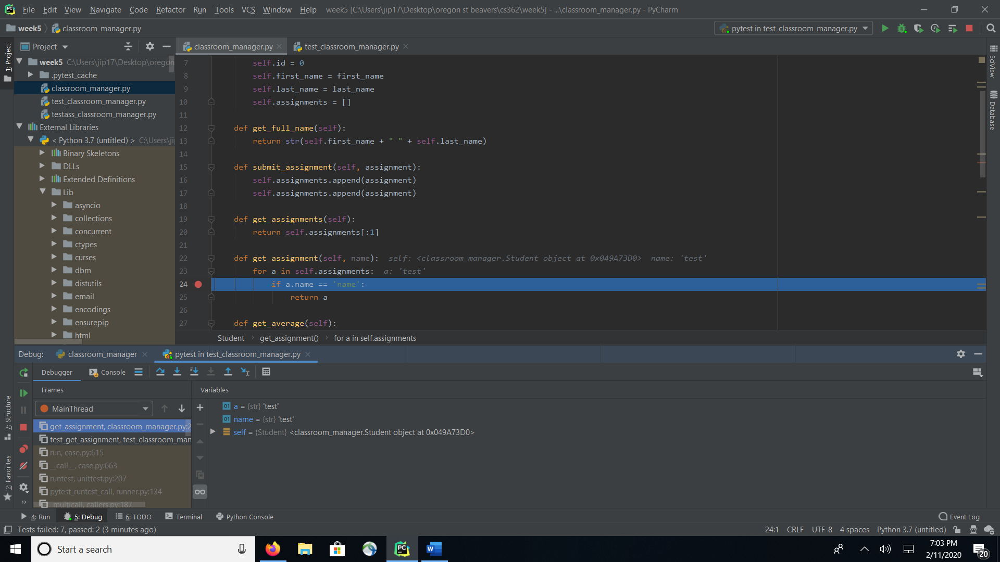 File Edit View Navigate Code Refactor Run Tools VCS Window Help week5 [C:\Users\jip17\Desktop\oregon st beavers\cs362\week5] - ...\classroom_manager.py - PyCharm
week5 classroom_manager.py pytest in test_classroom_manager.py
1: Project
Project
classroom_manager.py test_classroom_manager.py
week5 C:\Users\jip17\Desktop\oregon
.pytest_cache
classroom_manager.py
test_classroom_manager.py
testass_classroom_manager.py
External Libraries
< Python 3.7 (untitled) > C:\Users\ji
Binary Skeletons
DLLs
Extended Definitions
Lib
asyncio
collections
concurrent
ctypes
curses
dbm
distutils
email
encodings
ensurepip
html
7 self.id = 0
8 self.first_name = first_name
9 self.last_name = last_name
10 self.assignments = []
11
12 def get_full_name(self):
13 return str(self.first_name + " " + self.last_name)
14
15 def submit_assignment(self, assignment):
16 self.assignments.append(assignment)
17 self.assignments.append(assignment)
18
19 def get_assignments(self):
20 return self.assignments[:1]
21
22 def get_assignment(self, name): self: <classroom_manager.Student object at 0x049A73D0> name: 'test'
23 for a in self.assignments: a: 'test'
24 if a.name == 'name':
25 return a
26
27 def get_average(self):
Student get_assignment() for a in self.assignments
SciView
Database
Debug: classroom_manager pytest in test_classroom_manager.py
Debugger Console
Frames
Variables
MainThread
get_assignment, classroom_manager.py:2
test_get_assignment, test_classroom_man
run, case.py:615
__call__, case.py:663
runtest, unittest.py:207
pytest_runtest_call, runner.py:134
_multicall, callers.py:187
01 a = {str} 'test'
01 name = {str} 'test'
self = {Student} <classroom_manager.Student object at 0x049A73D0>
7: Structure
2: Favorites
4: Run 5: Debug 6: TODO Terminal Python Console Event Log
Tests failed: 7, passed: 2 (3 minutes ago) 24:1 CRLF UTF-8 4 spaces Python 3.7 (untitled)
Start a search
PC
W
7:03 PM
2/11/2020
20